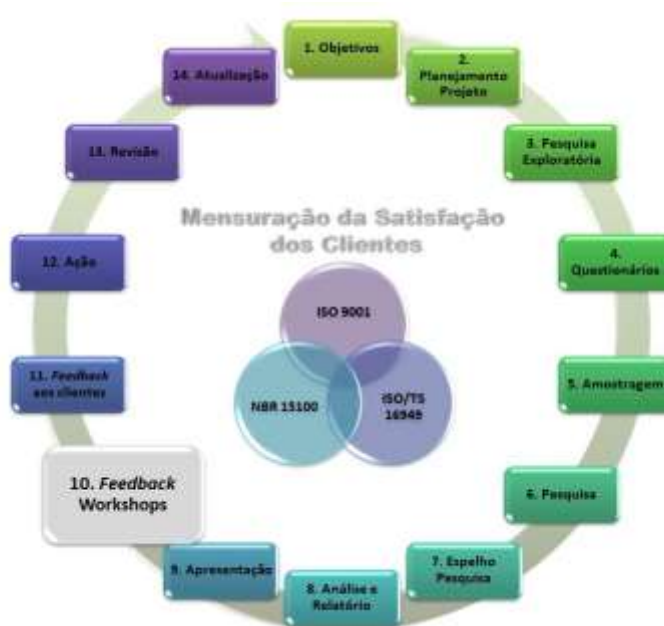 1. Objetivos
2.
Planejamento
Projeto
3. Pesquisa
Exploratória
4.
Questionários
5. Amostragem
6. Pesquisa
7. Espelho
Pesquisa
8. Análise e
Relatório
9. Apresentação
10. Feedback
Workshops
11. Feedback
aos clientes
12. Ação
13. Revisão
14. Atualização
Mensuração da Satisfação
dos Clientes
ISO 9001
NBR 15100
ISO/TS
16949